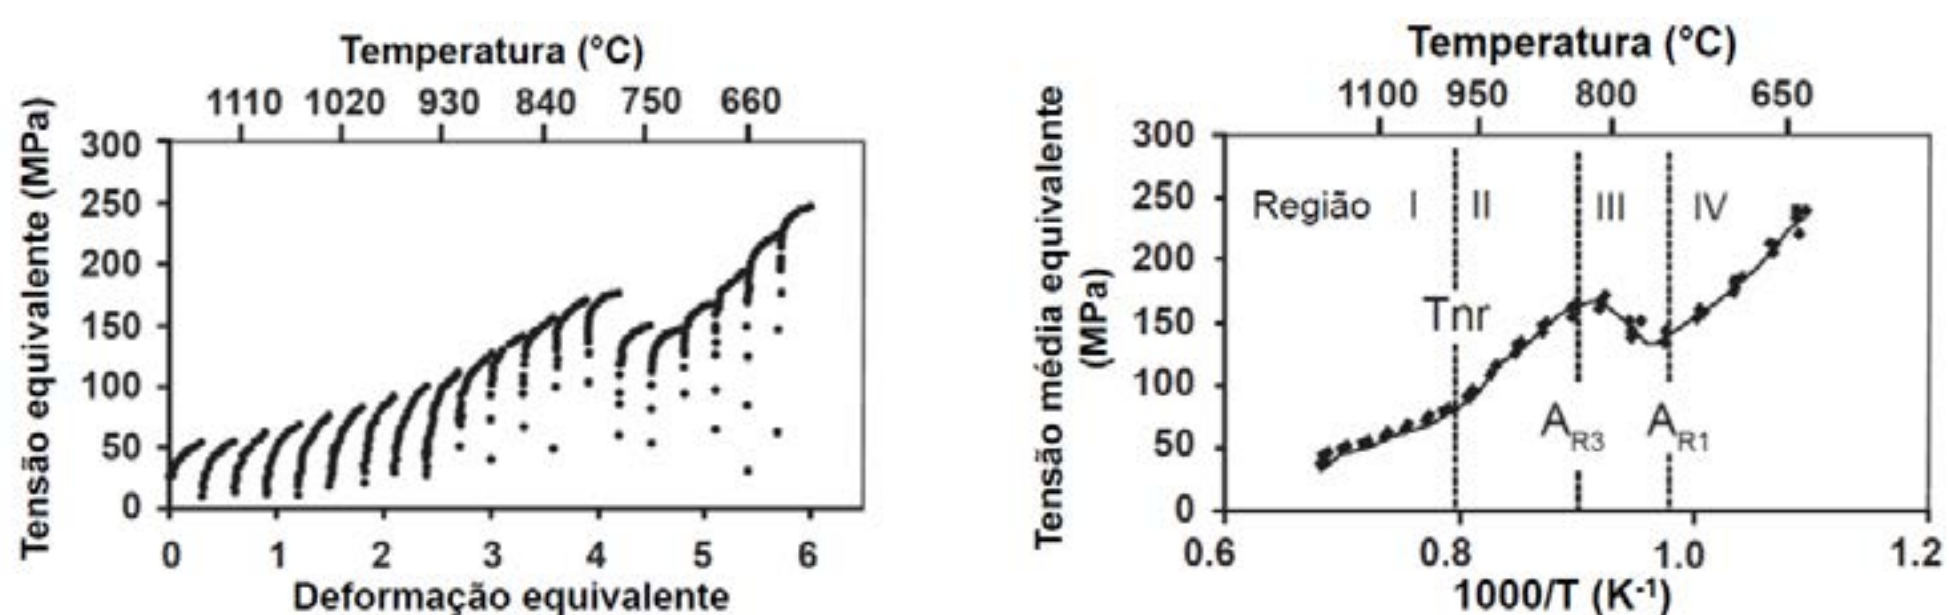 Temperatura (°C)
1110 1020 930 840 750 660
Tensão equivalente (MPa)
300
250
200
150
100
50
0
0 1 2 3 4 5 6
Deformação equivalente
Temperatura (°C)
1100 950 800 650
Tensão média equivalente
(MPa)
300
250
200
150
100
50
0
Região I II III IV
Tnr
AR3 AR1
0.6 0.8 1.0 1.2
1000/T (K-1)